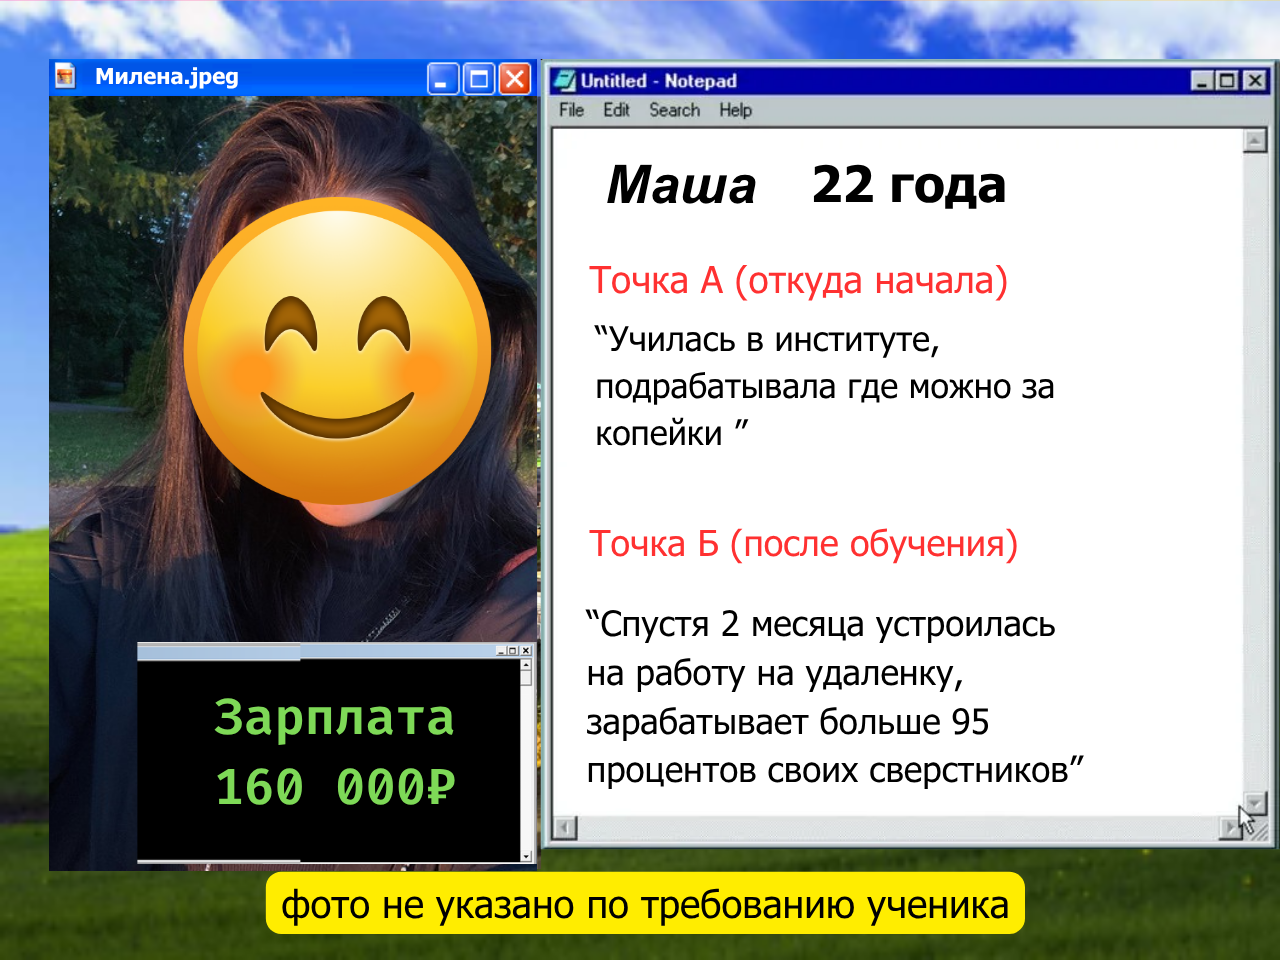 Милена.jpeg
Untitled - Notepad
File Edit Search Help
Маша 22 года
Точка А (откуда начала)
“Училась в институте,
подрабатывала где можно за
копейки ”
Точка Б (после обучения)
“Спустя 2 месяца устроилась
на работу на удаленку,
зарабатывает больше 95
процентов своих сверстников”
Зарплата
160 000₽
фото не указано по требованию ученика